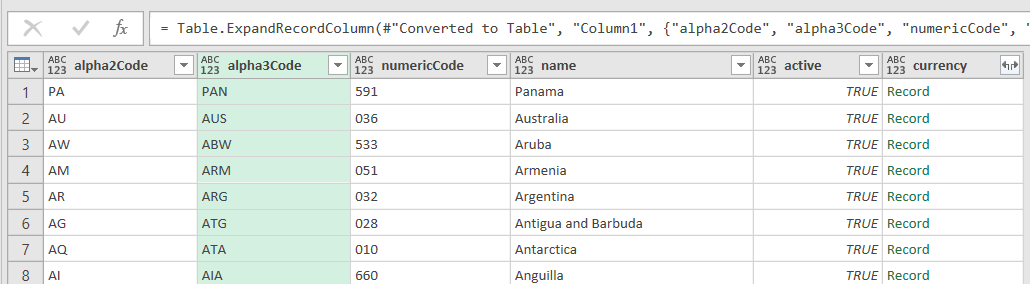 fx = Table.ExpandRecordColumn(#"Converted to Table", "Column1", {"alpha2Code", "alpha3Code", "numericCode", "
ABC 123 alpha2Code ABC 123 alpha3Code ABC 123 numericCode ABC 123 name ABC 123 active ABC 123 currency
1 PA PAN 591 Panama TRUE Record
2 AU AUS 036 Australia TRUE Record
3 AW ABW 533 Aruba TRUE Record
4 AM ARM 051 Armenia TRUE Record
5 AR ARG 032 Argentina TRUE Record
6 AG ATG 028 Antigua and Barbuda TRUE Record
7 AQ ATA 010 Antarctica TRUE Record
8 AI AIA 660 Anguilla TRUE Record